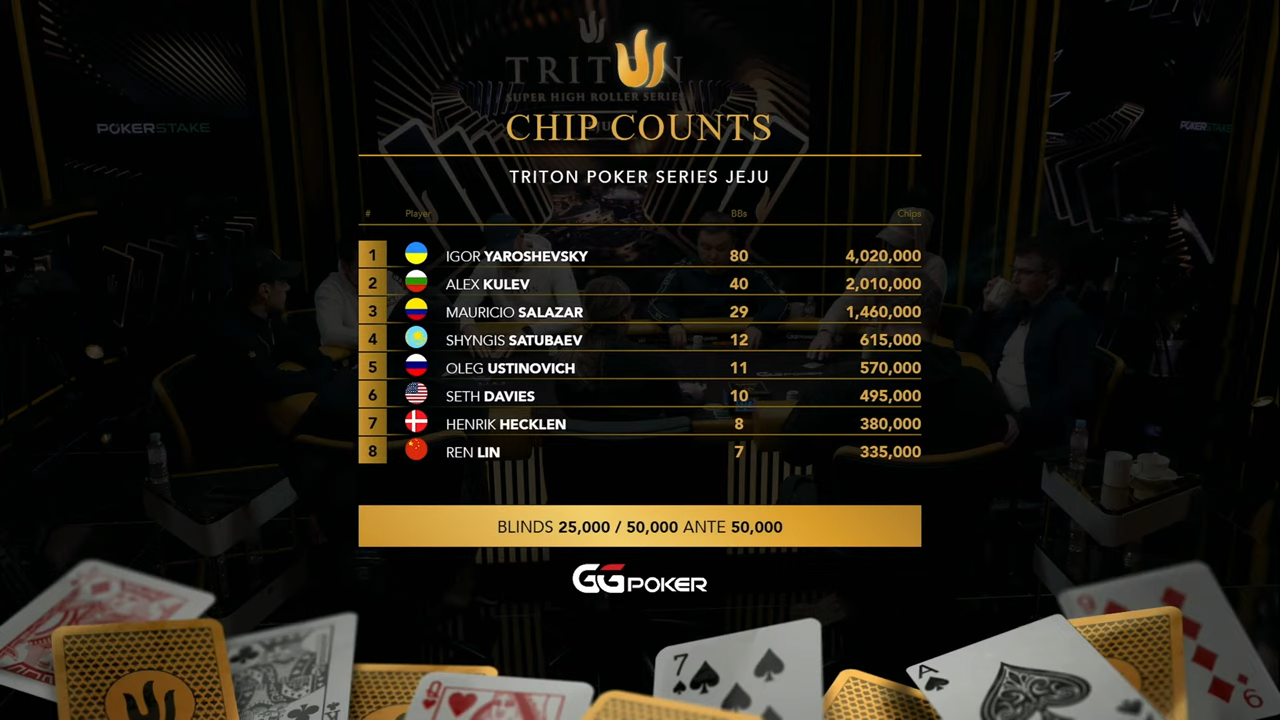 TRITON
SUPER HIGH ROLLER SERIES
CHIP COUNTS
POKERSTAKE
POKERSTAKE
TRITON POKER SERIES JEJU
# Player BBs Chips
1 IGOR YAROSHEVSKY 80 4,020,000
2 ALEX KULEV 40 2,010,000
3 MAURICIO SALAZAR 29 1,460,000
4 SHYNGIS SATUBAEV 12 615,000
5 OLEG USTINOVICH 11 570,000
6 SETH DAVIES 10 495,000
7 HENRIK HECKLEN 8 380,000
8 REN LIN 7 335,000
BLINDS 25,000 / 50,000 ANTE 50,000
GGPOKER
Q
7
A
9
9